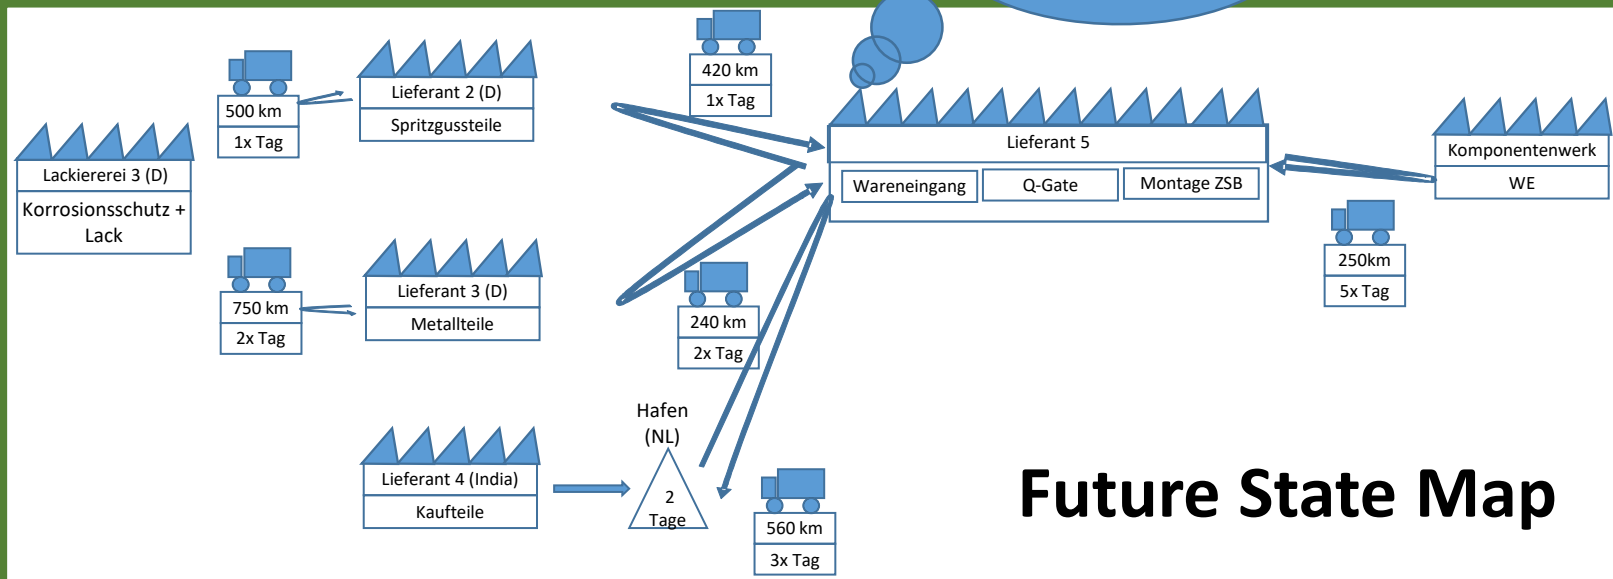 420 km
1x Tag
500 km
1x Tag
Lieferant 2 (D)
Spritzgussteile
Lackiererei 3 (D)
Korrosionsschutz +
Lack
Lieferant 5
Wareneingang
Q-Gate
Montage ZSB
Komponentenwerk
WE
250km
5x Tag
750 km
2x Tag
Lieferant 3 (D)
Metallteile
240 km
2x Tag
Hafen
(NL)
Lieferant 4 (India)
Kaufteile
2
Tage
560 km
3x Tag
Future State Map